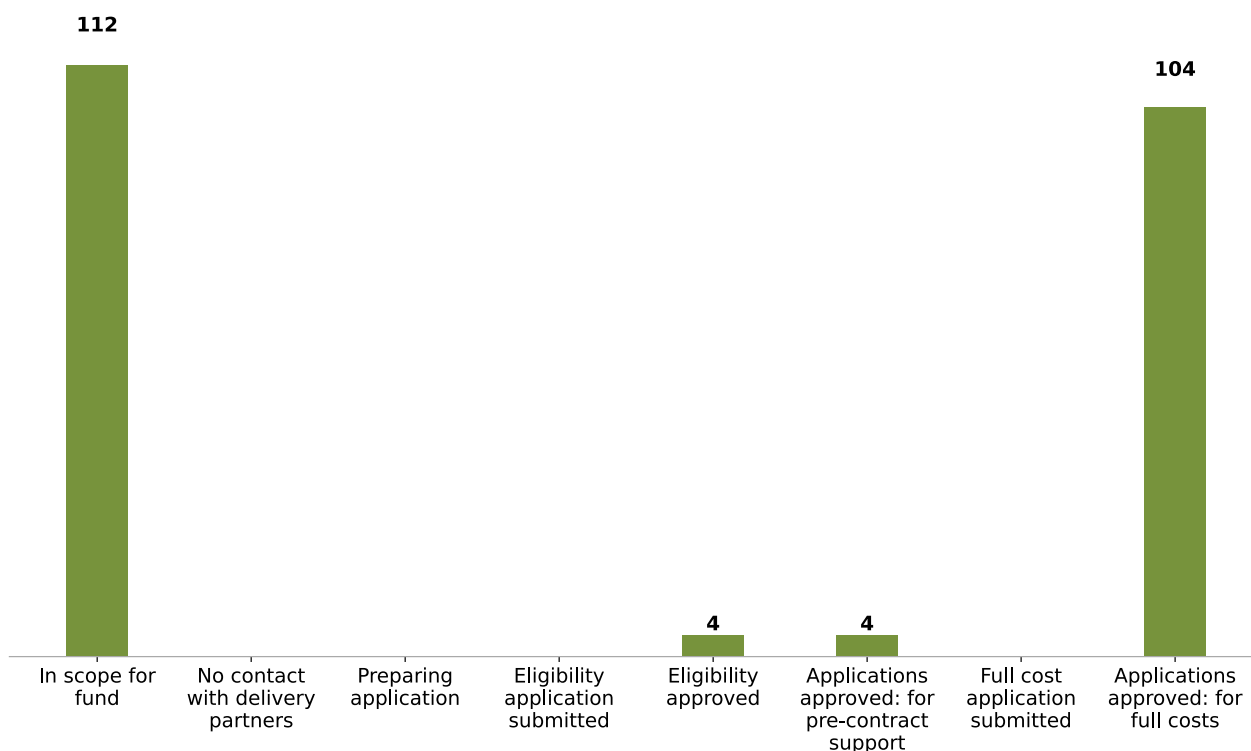 112
104
4
4
In scope for
fund
No contact
with delivery
partners
Preparing
application
Eligibility
application
submitted
Eligibility
approved
Applications
approved: for
pre-contract
support
Full cost
application
submitted
Applications
approved: for
full costs